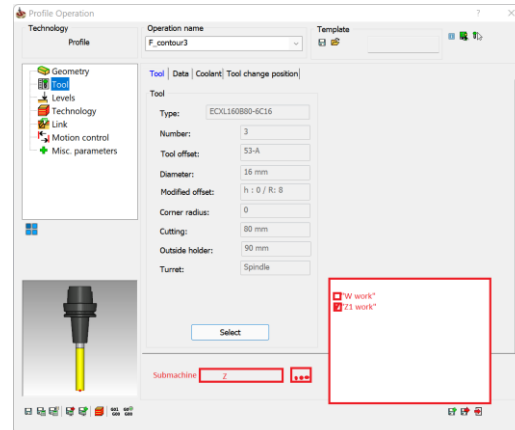 Profile Operation
Technology
Profile
Operation name
F_contour3
Template
Geometry
Tool
Levels
Technology
Link
Motion control
Misc. parameters
Tool
Data
Coolant
Tool change position
Tool
Type: ECXL160B80-6C16
Number: 3
Tool offset: 53-A
Diameter: 16 mm
Modified offset: h : 0 / R: 8
Corner radius: 0
Cutting: 80 mm
Outside holder: 90 mm
Turret: Spindle
Select
Submachine Z ...
"W work"
"Z1 work"